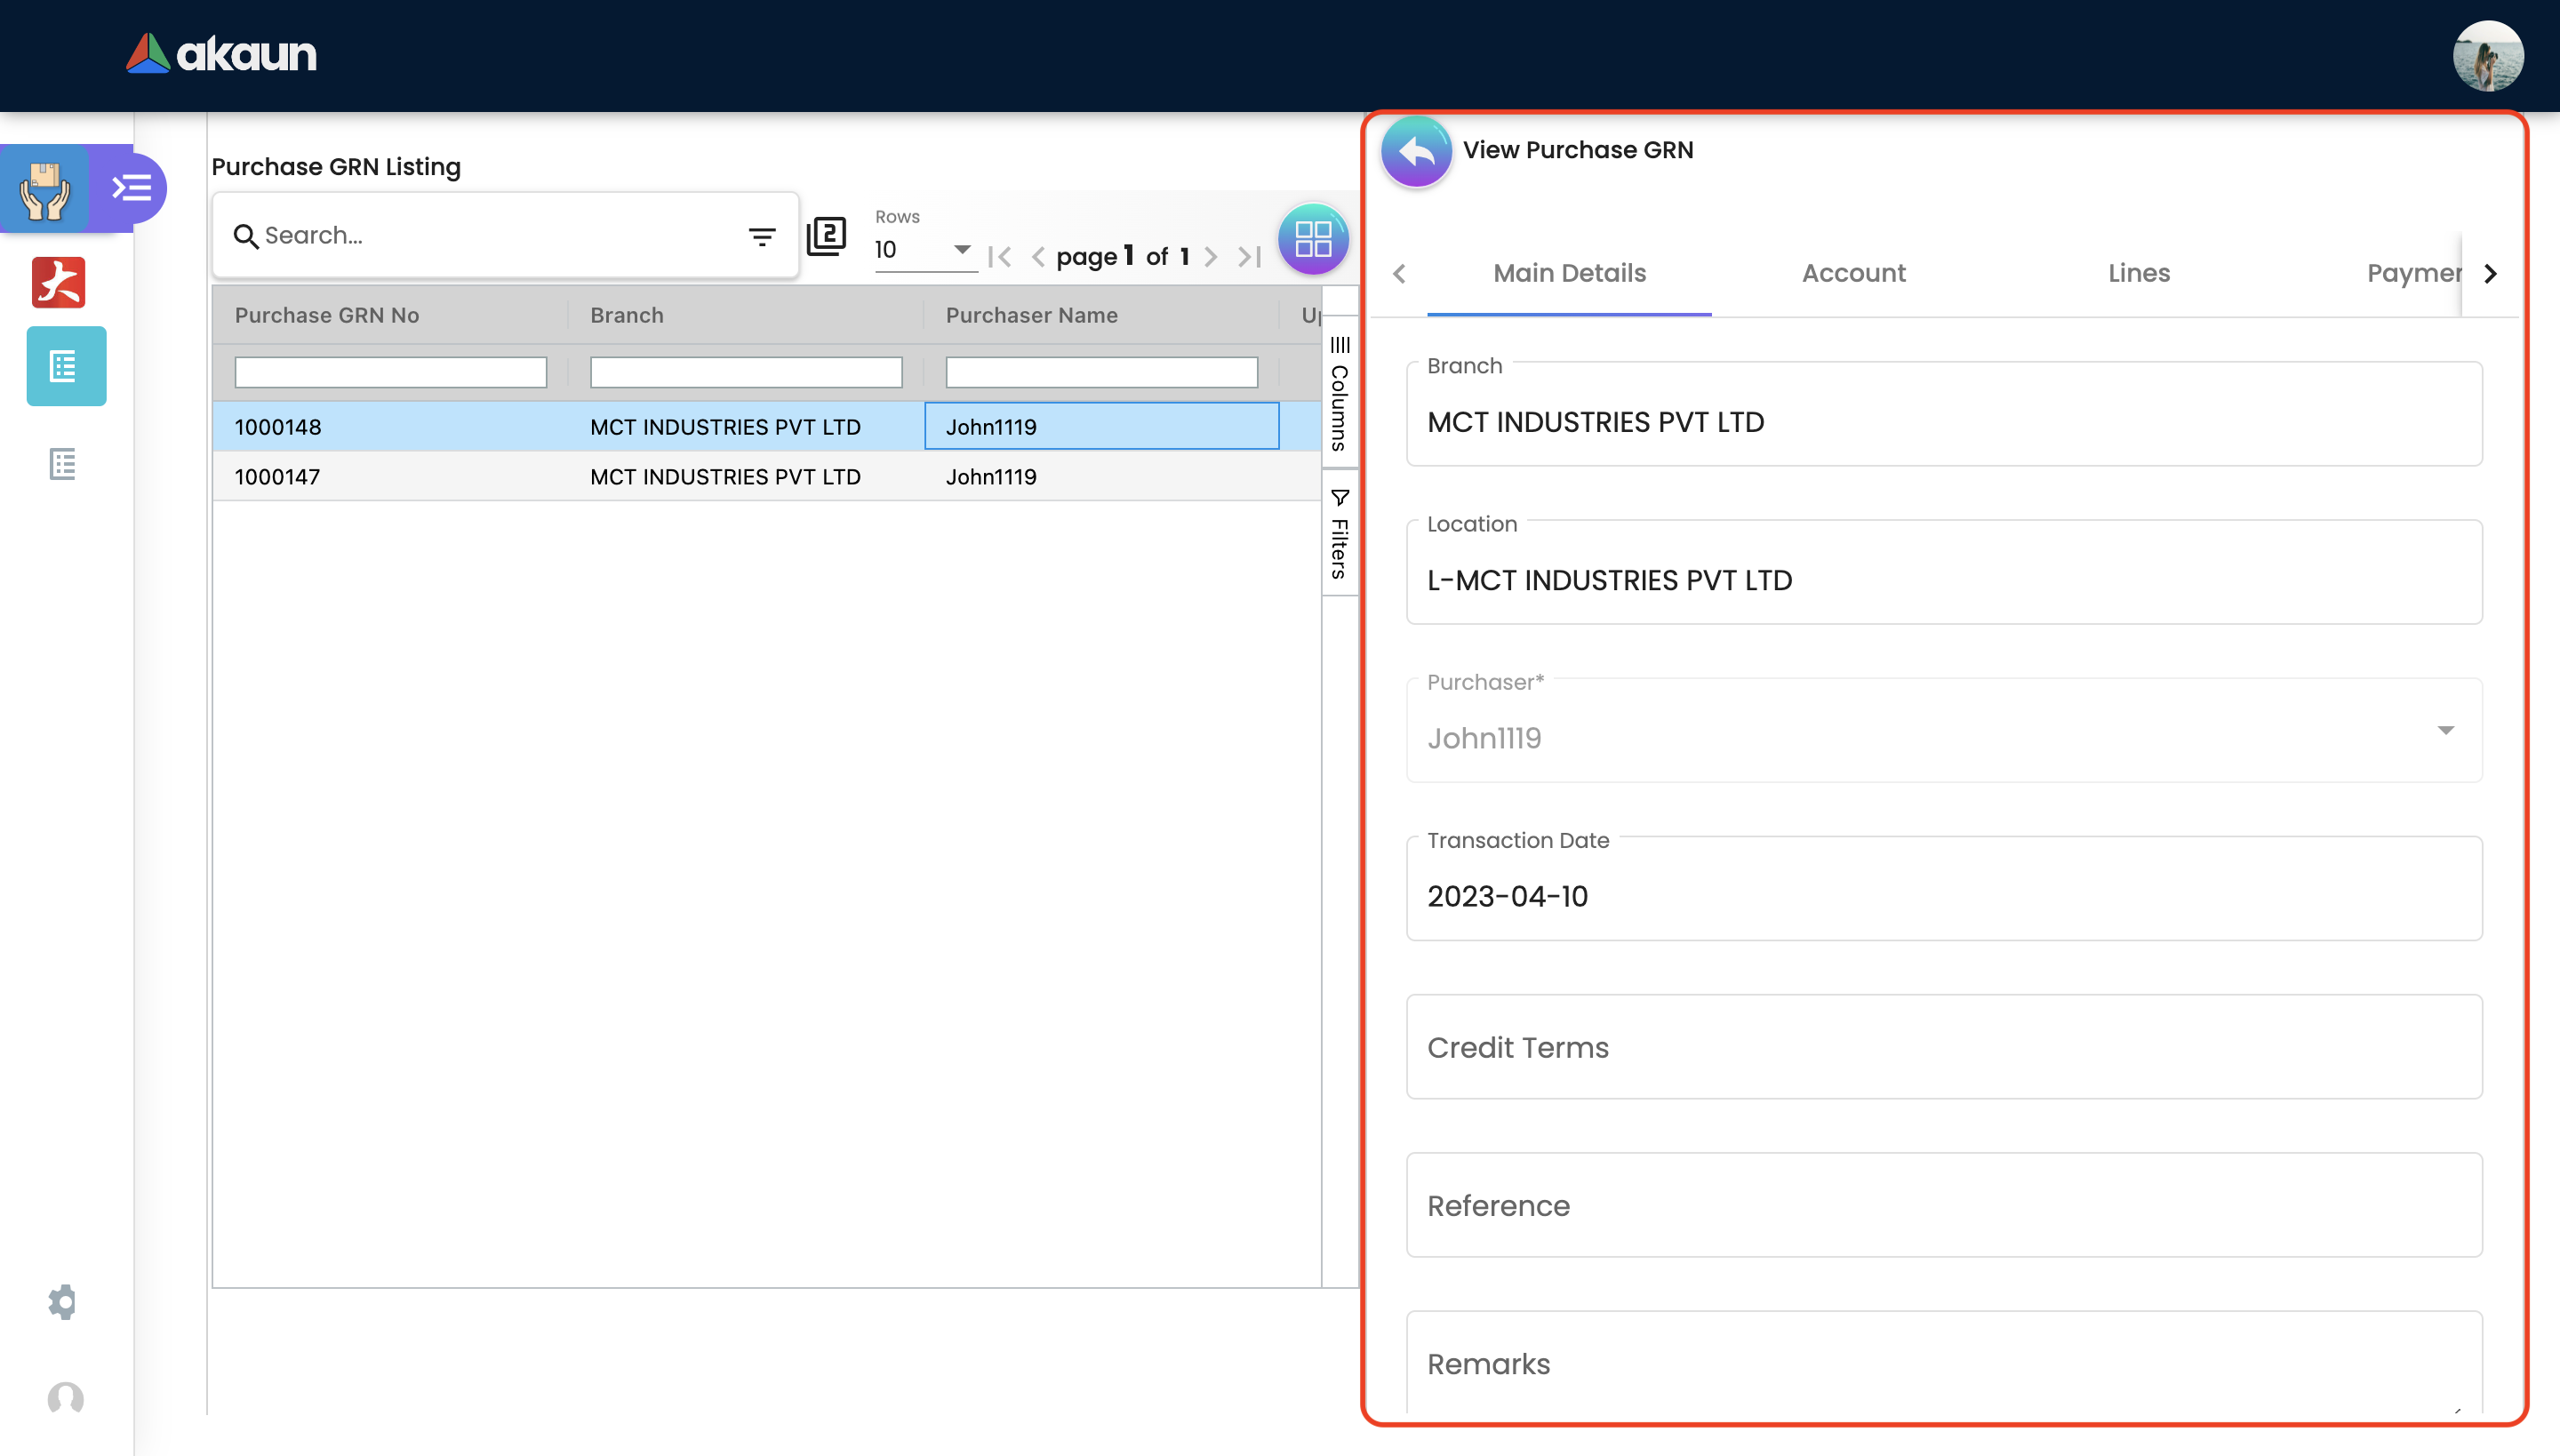 akaun
Purchase GRN Listing
Search...
2
Rows
10
page 1 of 1
Purchase GRN No
Branch
Purchaser Name
1000148
MCT INDUSTRIES PVT LTD
John1119
1000147
MCT INDUSTRIES PVT LTD
John1119
Columns
Filters
View Purchase GRN
Main Details
Account
Lines
Paymen
Branch
MCT INDUSTRIES PVT LTD
Location
L-MCT INDUSTRIES PVT LTD
Purchaser*
John1119
Transaction Date
2023-04-10
Credit Terms
Reference
Remarks